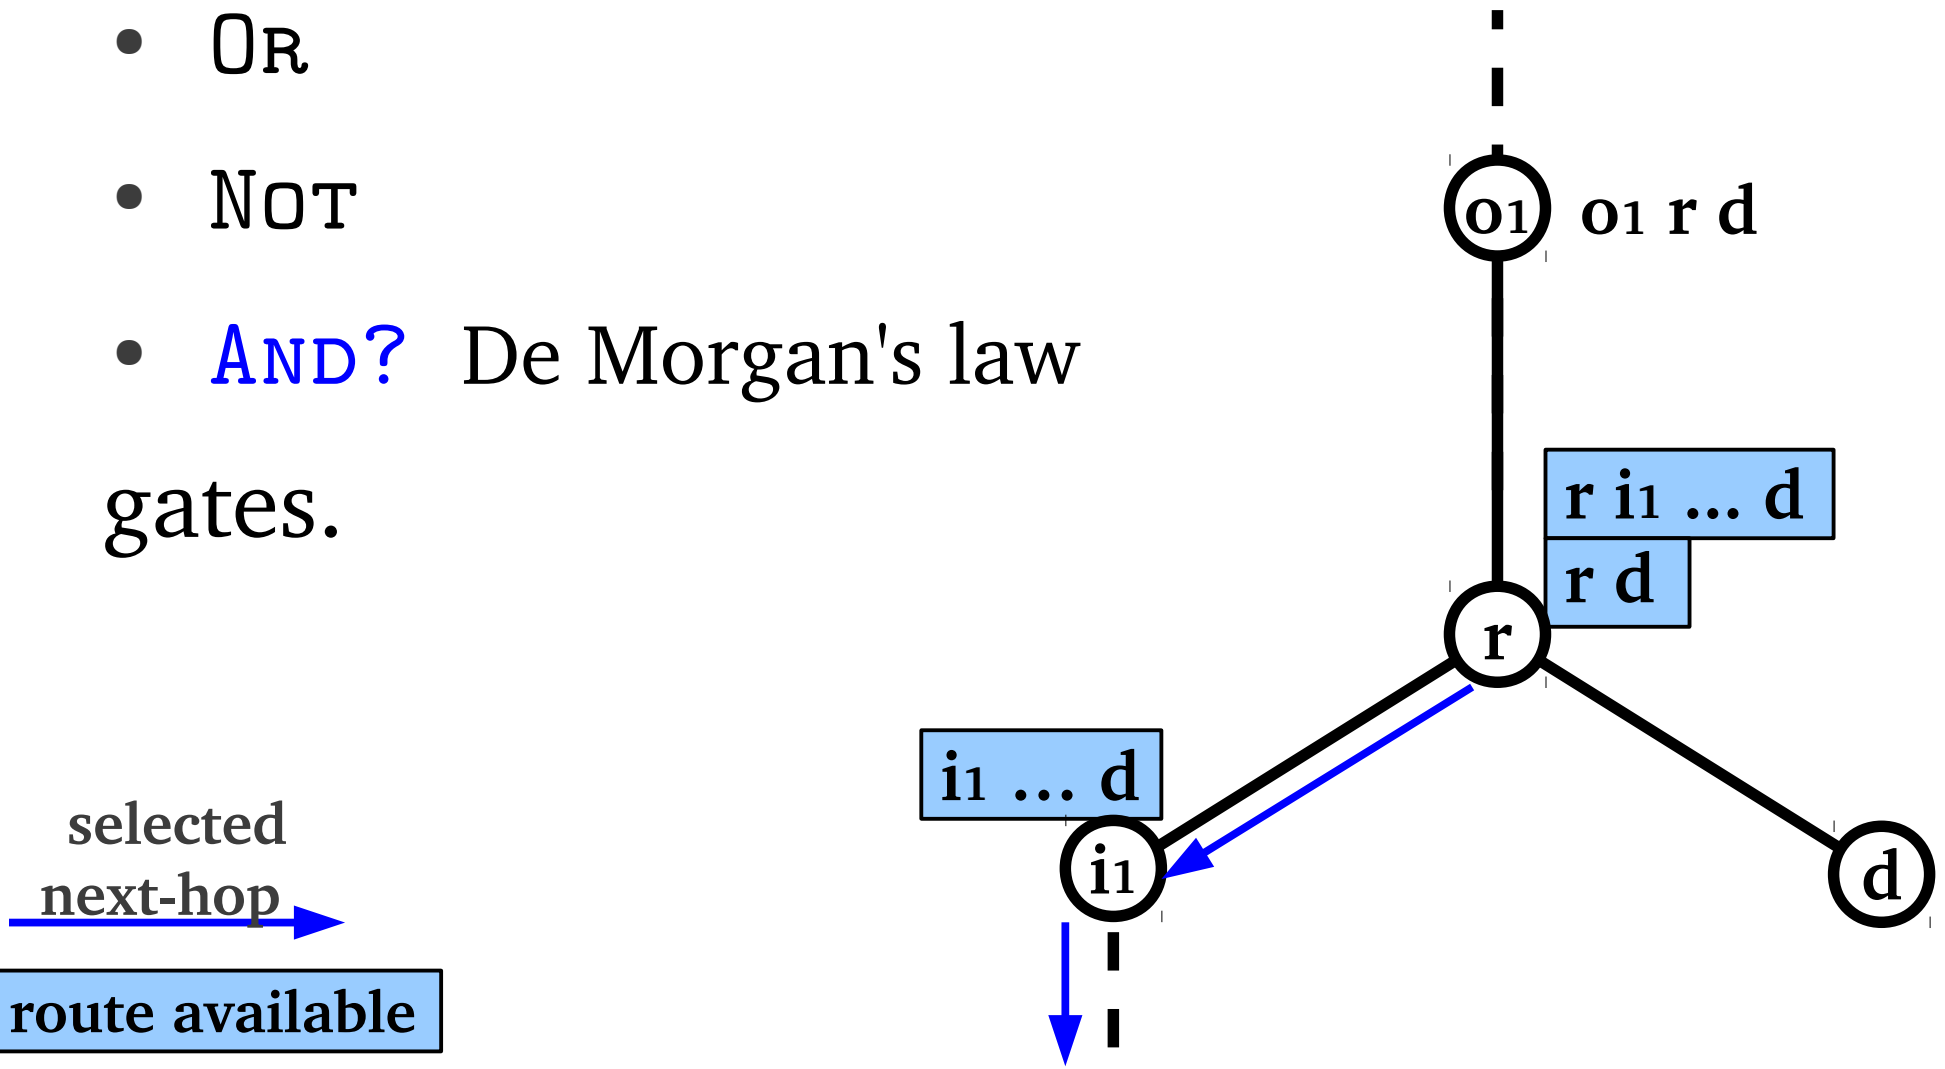 • Or
• Not
• And? De Morgan's law
gates.
o1
o1 r d
r i1 ... d
r d
r
i1 ... d
i1
d
selected
next-hop
route available